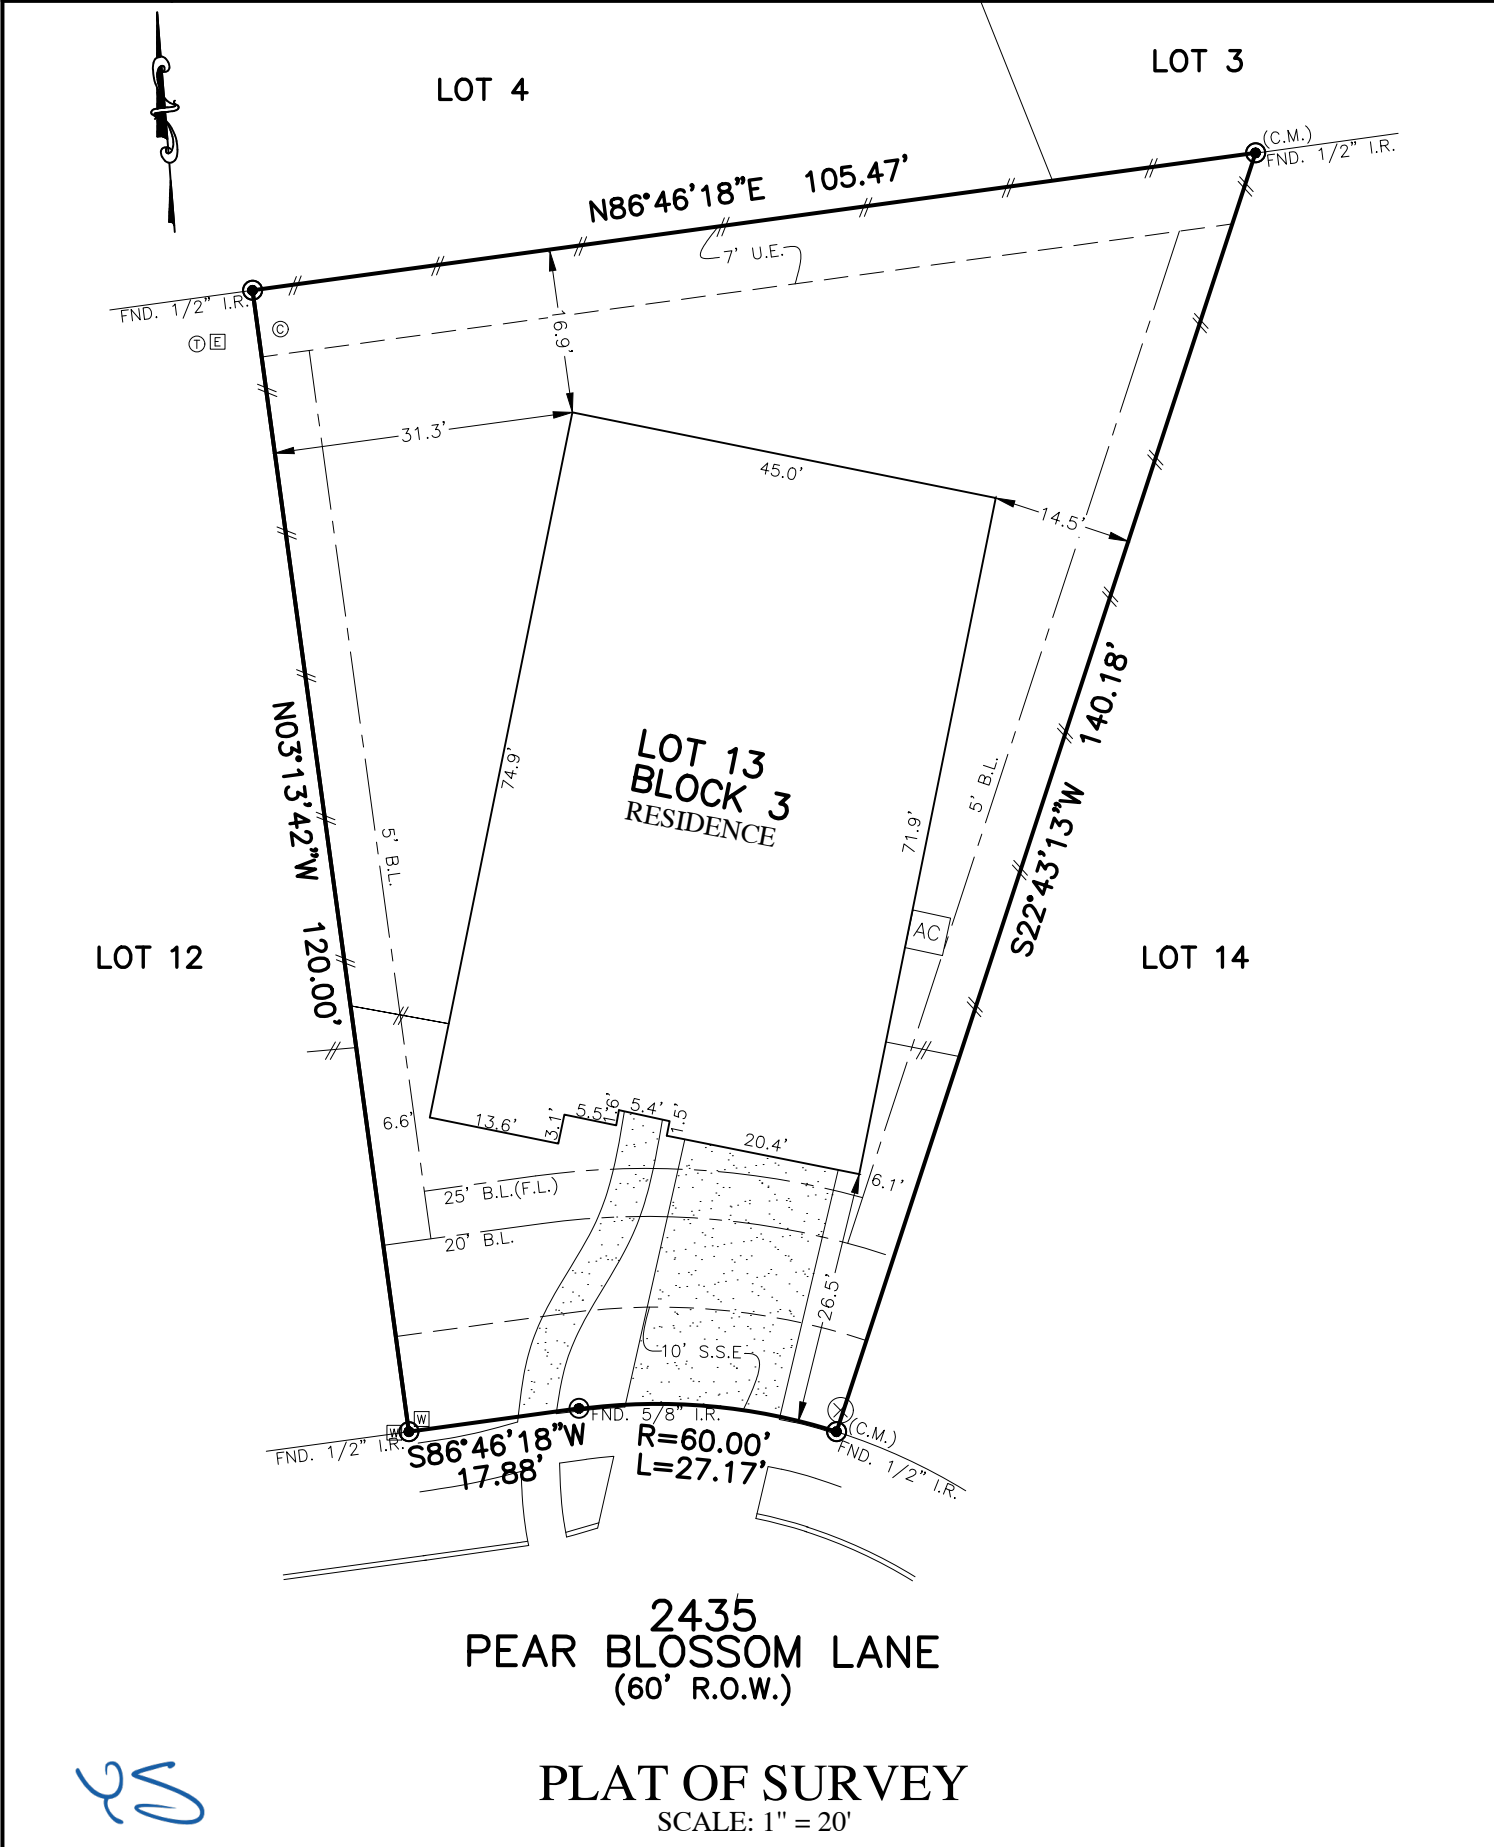 LOT 4
LOT 3
(C.M.)
FND. 1/2" I.R.
N86°46'18"E 105.47'
7' U.E.
FND. 1/2" I.R.
C
T E
16.9'
31.3'
45.0'
14.5'
N03°13'42"W 120.00'
5' B.L.
74.9'
LOT 13
BLOCK 3
RESIDENCE
71.9'
5' B.L.
S22°43'13"W 140.18'
AC
LOT 12
LOT 14
6.6'
13.6'
3.1'
5.5'
1.6'
5.4'
1.5'
20.4'
6.1'
25' B.L.(F.L.)
20' B.L.
26.5'
10' S.S.E
W
W
FND. 1/2" I.R.
FND. 5/8" I.R.
(C.M.)
FND. 1/2" I.R.
S86°46'18"W
17.88'
R=60.00'
L=27.17'
2435
PEAR BLOSSOM LANE
(60' R.O.W.)
YS
PLAT OF SURVEY
SCALE: 1" = 20'